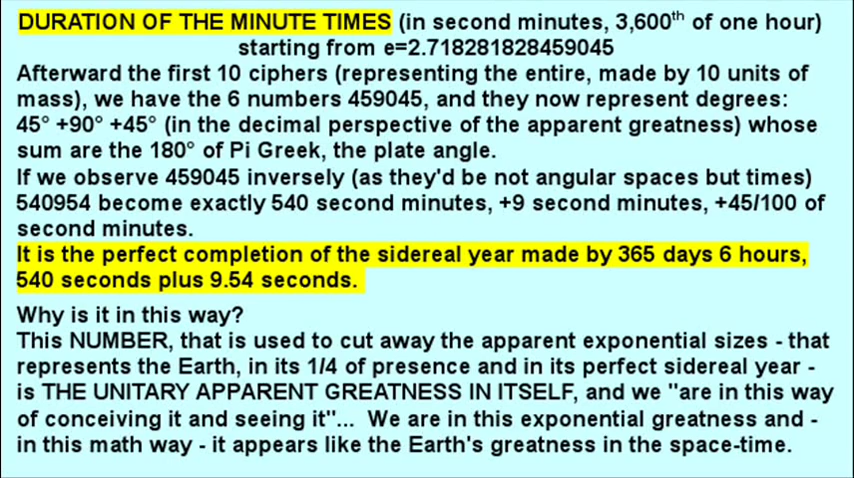 DURATION OF THE MINUTE TIMES (in second minutes, 3,600th of one hour)
starting from e=2.718281828459045
Afterward the first 10 ciphers (representing the entire, made by 10 units of
mass), we have the 6 numbers 459045, and they now represent degrees:
45° +90° +45° (in the decimal perspective of the apparent greatness) whose
sum are the 180° of Pi Greek, the plate angle.
If we observe 459045 inversely (as they'd be not angular spaces but times)
540954 become exactly 540 second minutes, +9 second minutes, +45/100 of
second minutes.
It is the perfect completion of the sidereal year made by 365 days 6 hours,
540 seconds plus 9.54 seconds.
Why is it in this way?
This NUMBER, that is used to cut away the apparent exponential sizes - that
represents the Earth, in its 1/4 of presence and in its perfect sidereal year -
is THE UNITARY APPARENT GREATNESS IN ITSELF, and we "are in this way
of conceiving it and seeing it"... We are in this exponential greatness and -
in this math way - it appears like the Earth's greatness in the space-time.